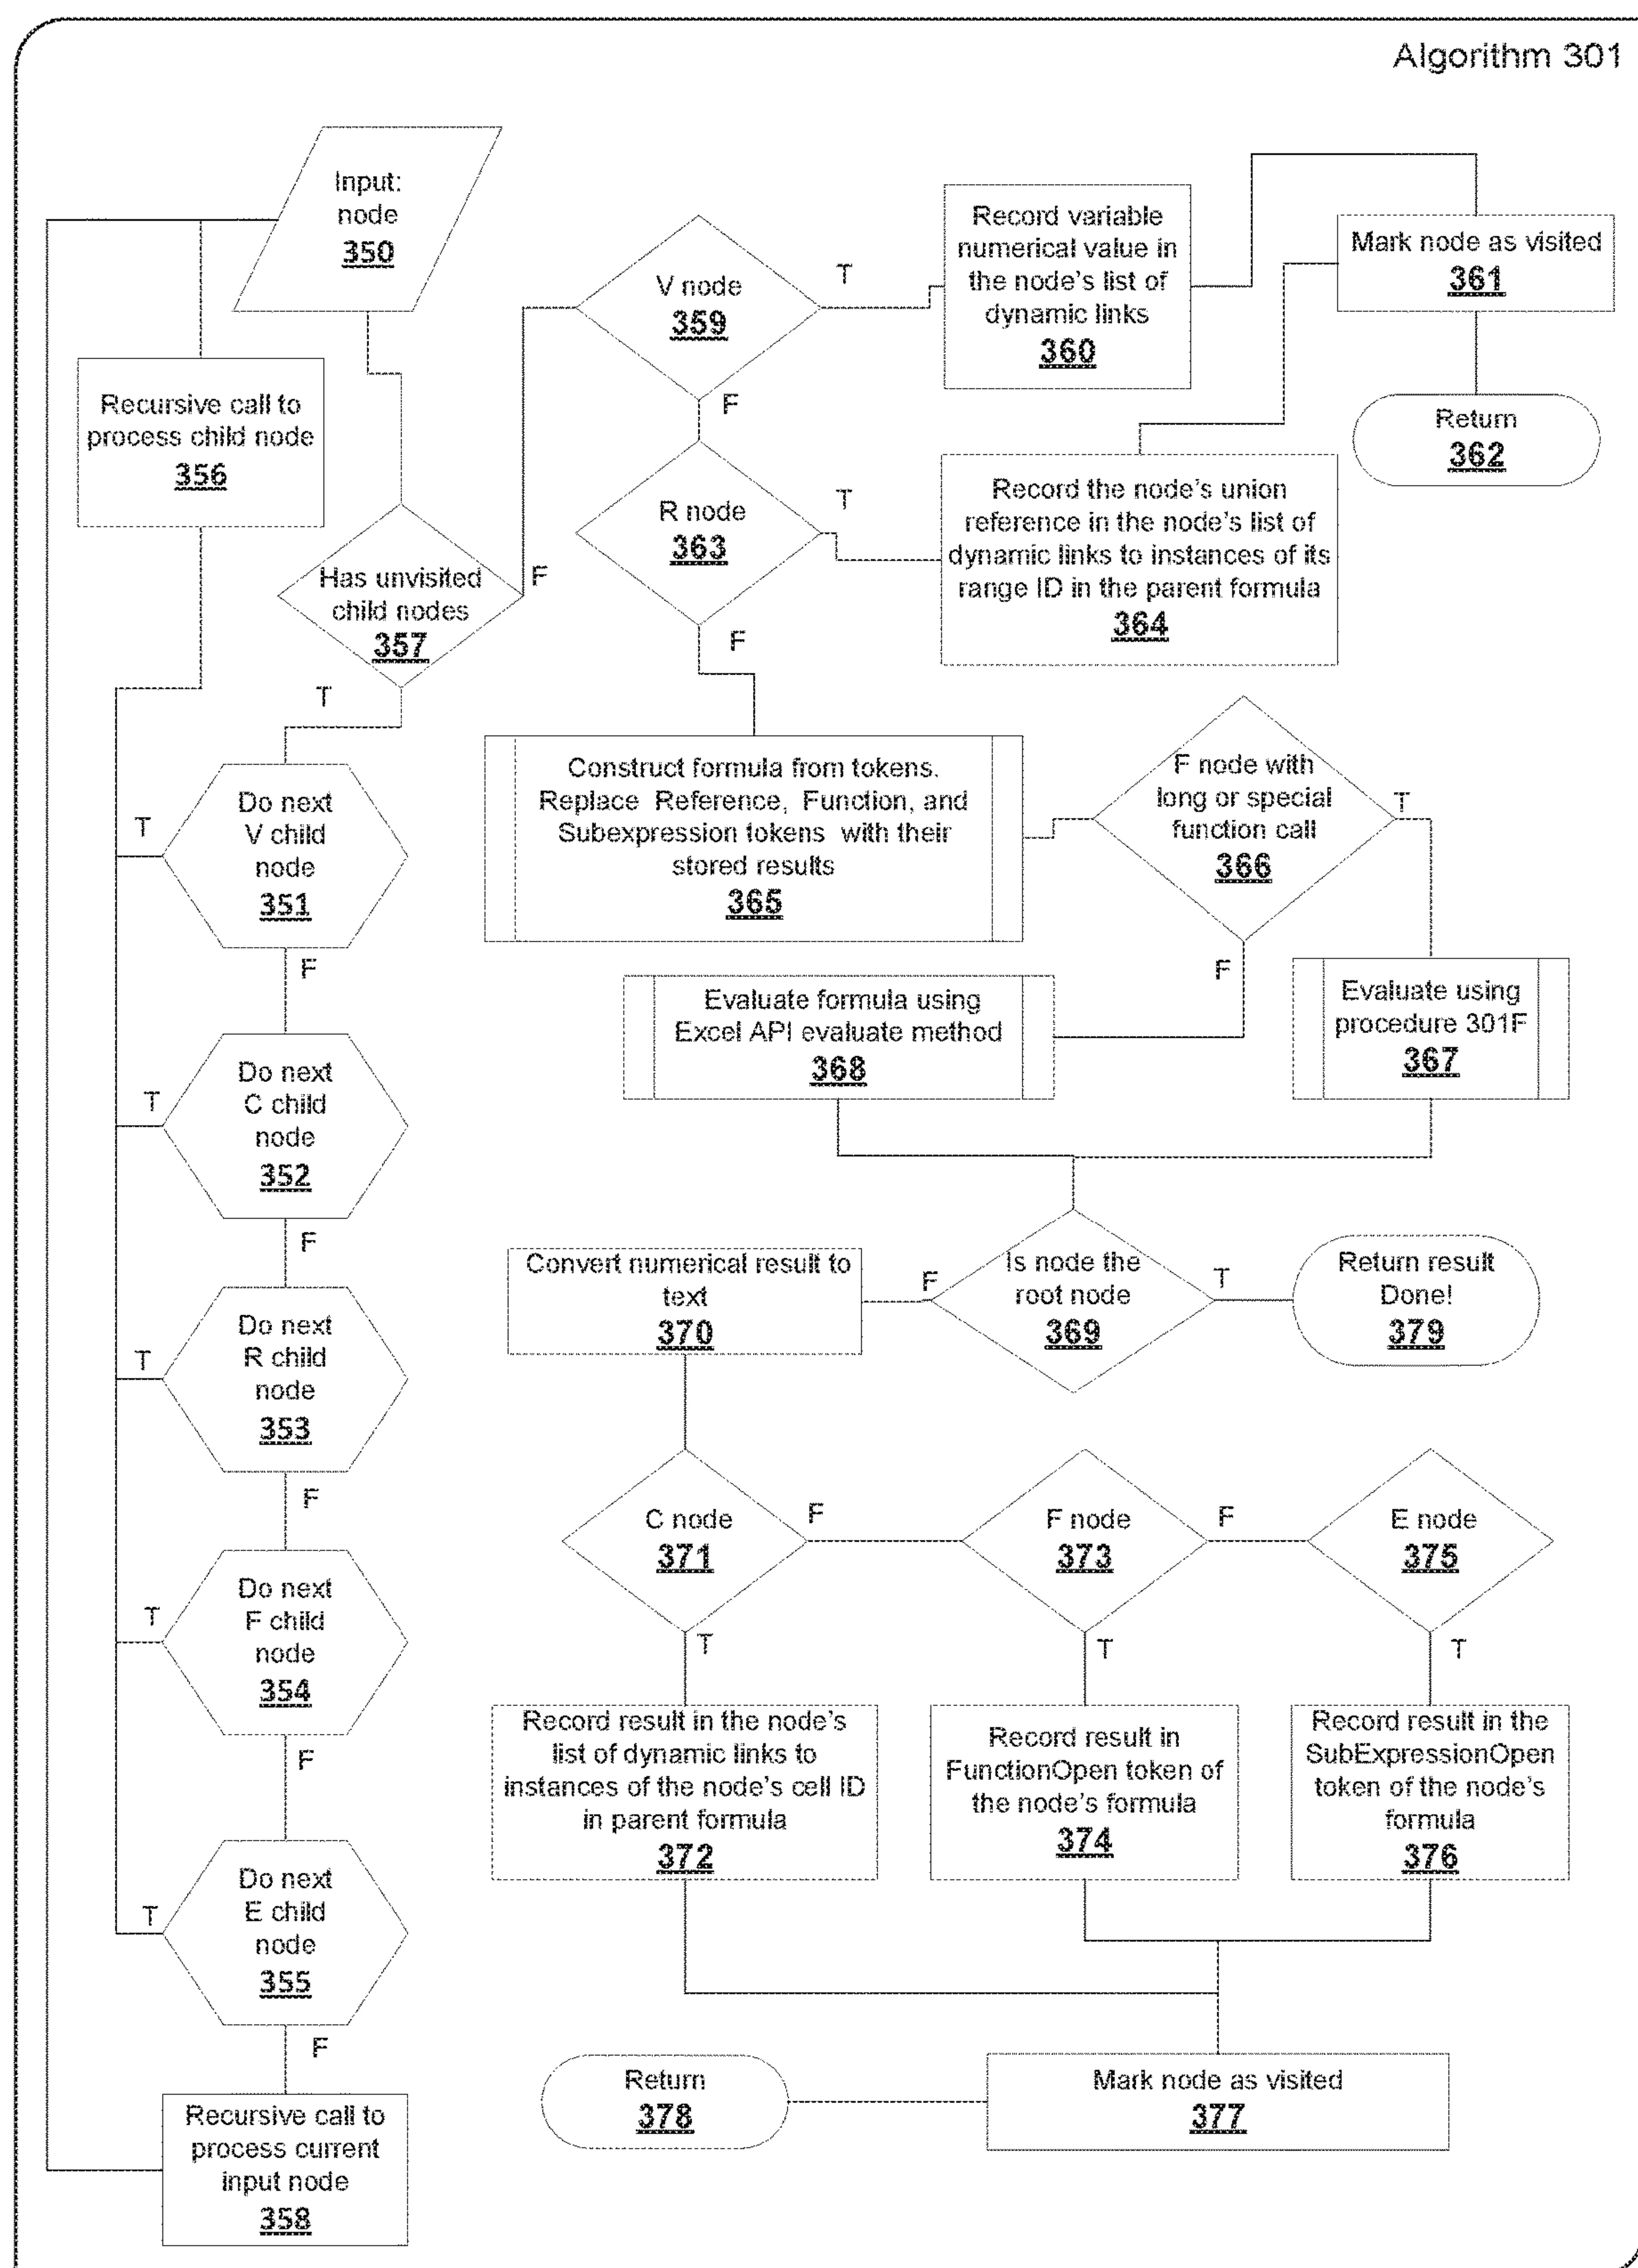 Algorithm 301
Input:
node
350
Recursive call to
process child node
356
Has unvisited
child nodes
357
F
T
Do next
V child
node
351
T
F
Do next
C child
node
352
T
F
Do next
R child
node
353
T
F
Do next
F child
node
354
T
F
Do next
E child
node
355
T
F
Recursive call to
process current
input node
358
V node
359
T
F
Record variable
numerical value in
the node's list of
dynamic links
360
Mark node as visited
361
Return
362
R node
363
T
F
Record the node's union
reference in the node's list of
dynamic links to instances of its
range ID in the parent formula
364
Construct formula from tokens.
Replace Reference, Function, and
Subexpression tokens with their
stored results
365
F node with
long or special
function call
366
T
F
Evaluate using
procedure 301F
367
Evaluate formula using
Excel API evaluate method
368
Is node the
root node
369
F
T
Return result
Done!
379
Convert numerical result to
text
370
C node
371
F
T
F node
373
F
T
E node
375
T
Record result in the node's
list of dynamic links to
instances of the node's cell ID
in parent formula
372
Record result in
FunctionOpen token of
the node's formula
374
Record result in the
SubExpressionOpen
token of the node's
formula
376
Mark node as visited
377
Return
378